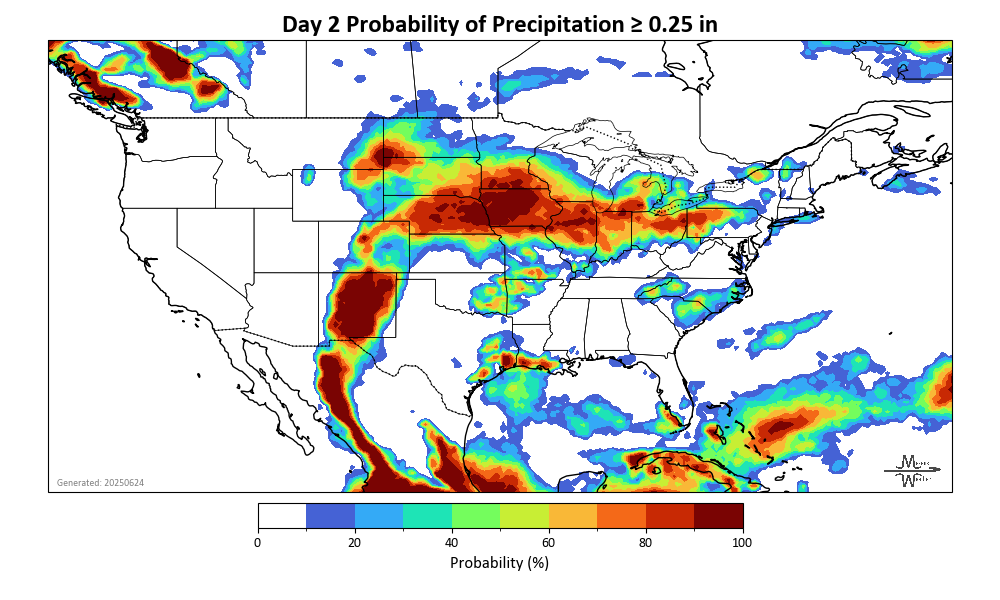 Day 2 Probability of Precipitation ≥ 0.25 in
Generated: 20250624
0 20 40 60 80 100
Probability (%)